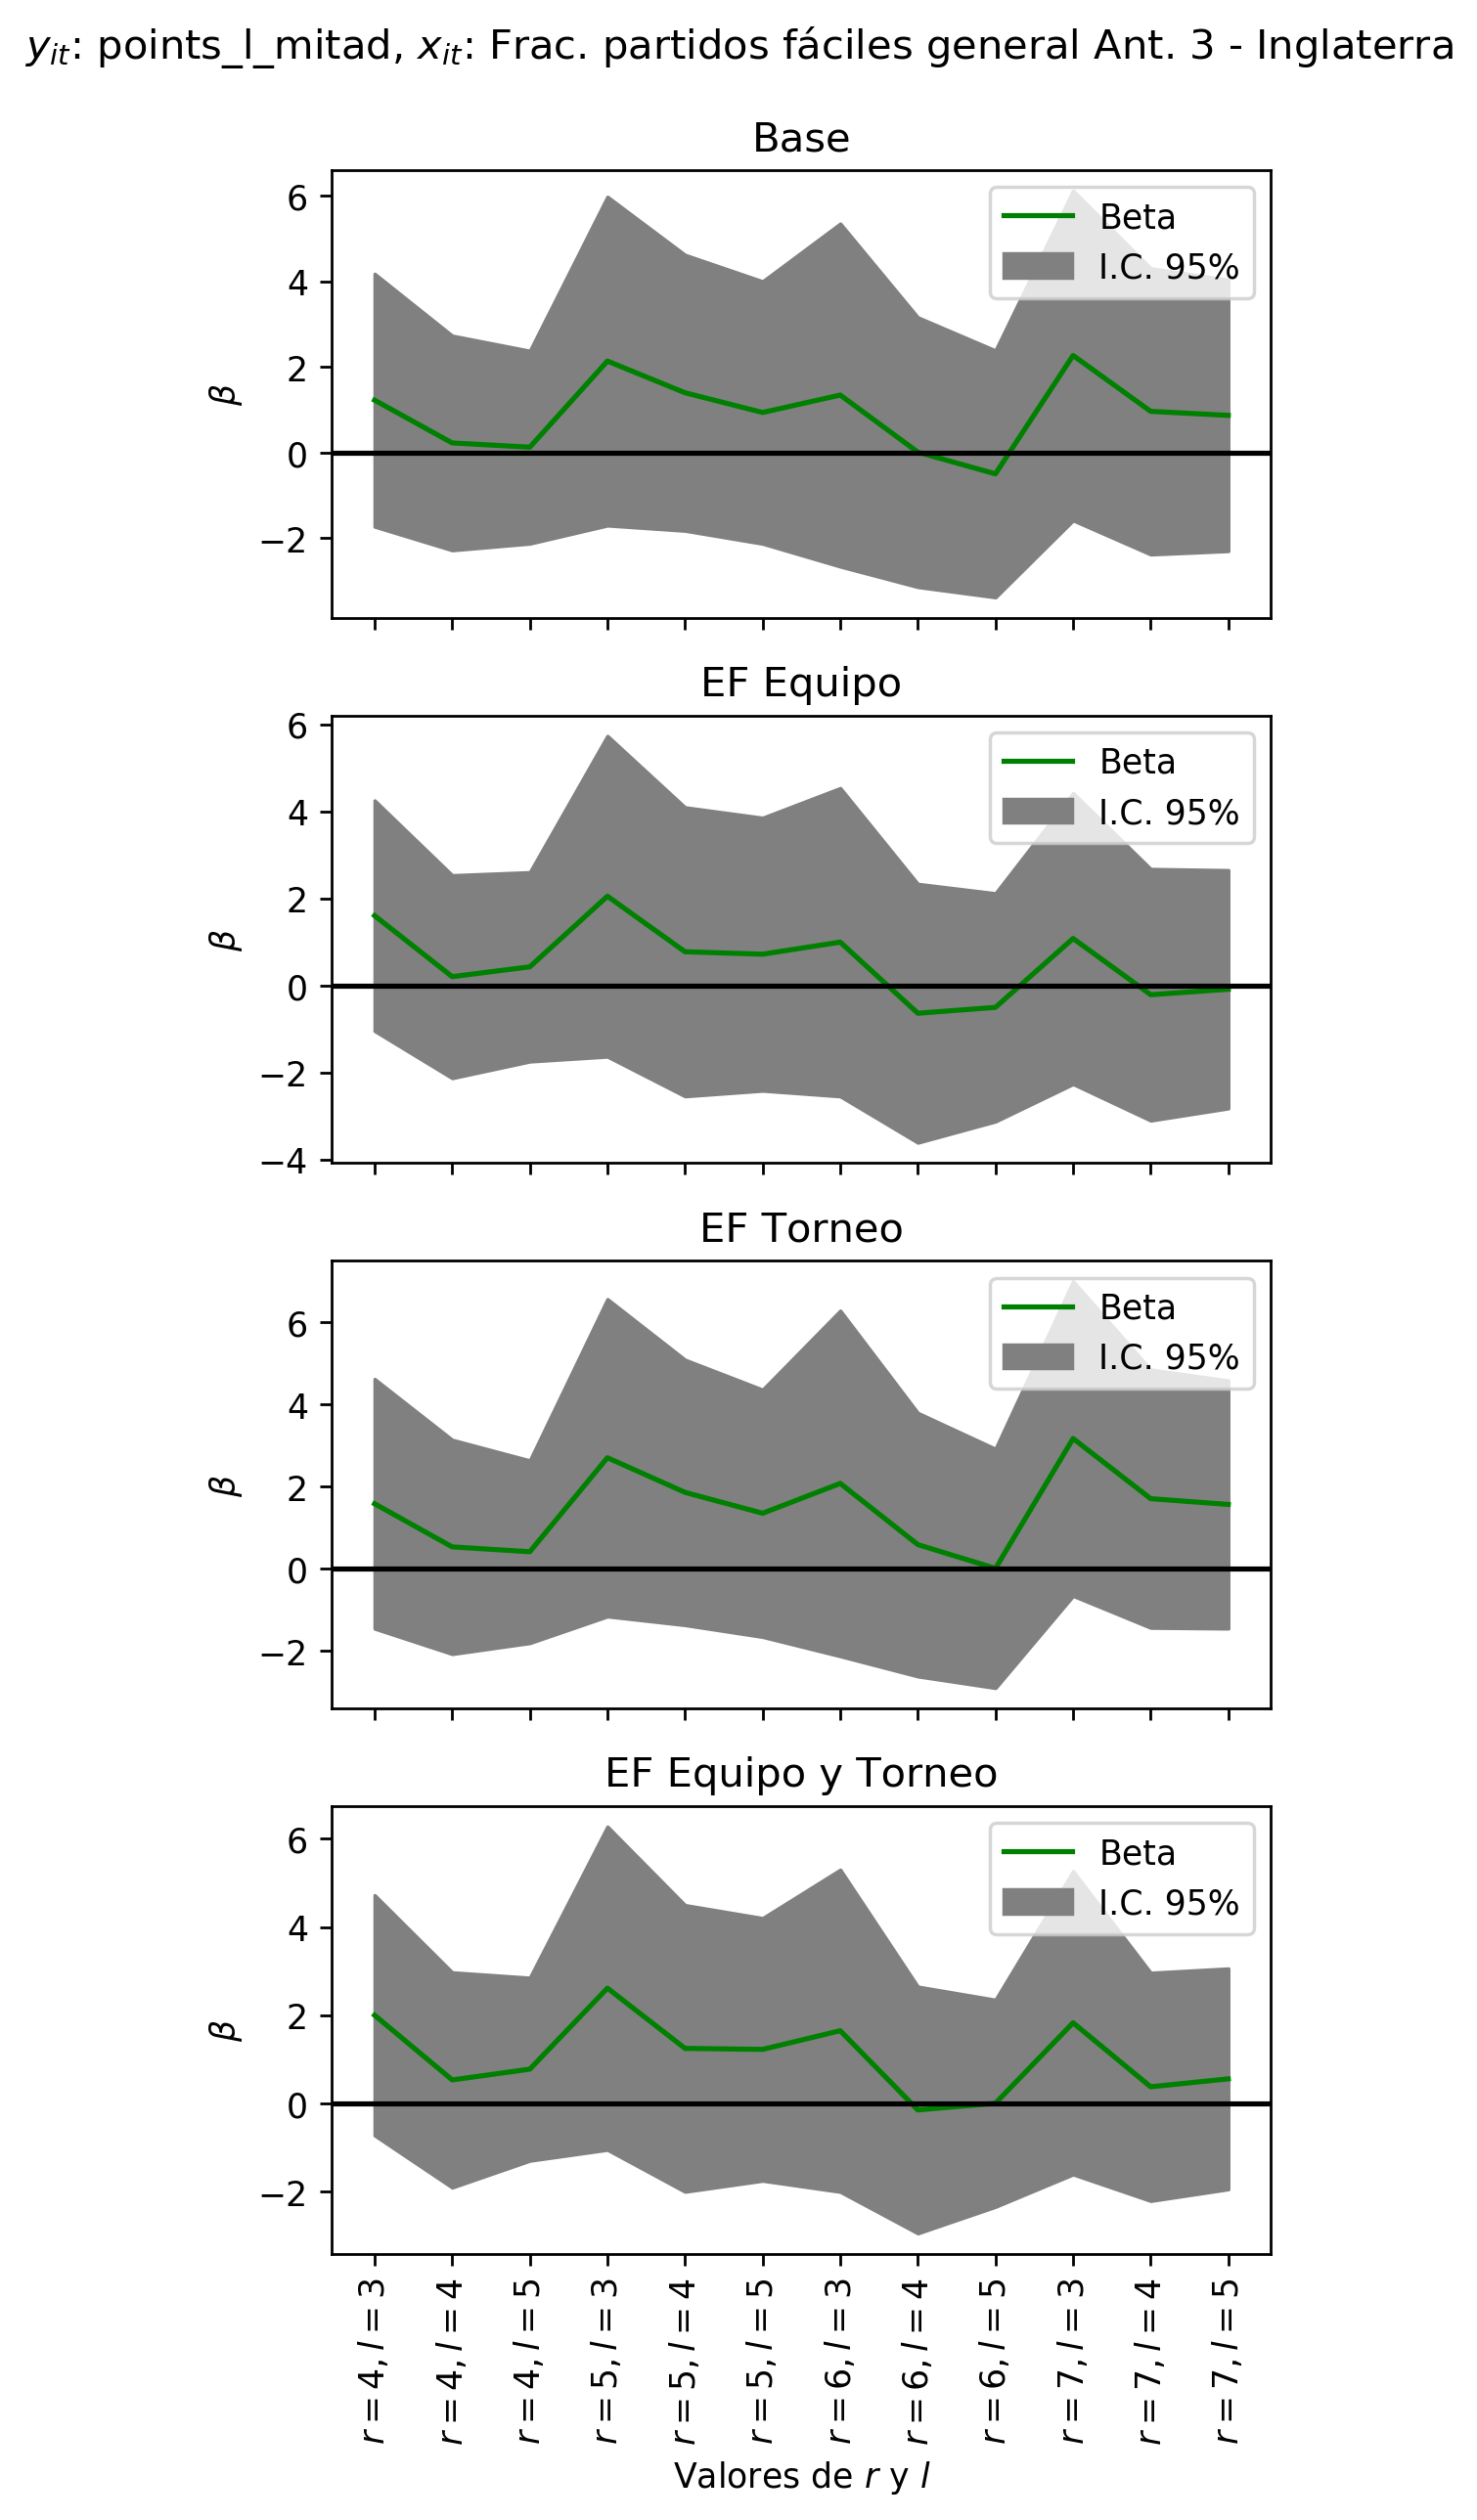 y_it: points_l_mitad, x_it: Frac. partidos fáciles general Ant. 3 - Inglaterra
Base
6
4
2
0
−2
β
Beta
I.C. 95%
EF Equipo
6
4
2
0
−2
−4
β
Beta
I.C. 95%
EF Torneo
6
4
2
0
−2
β
Beta
I.C. 95%
EF Equipo y Torneo
6
4
2
0
−2
β
Beta
I.C. 95%
r = 4, l = 3
r = 4, l = 4
r = 4, l = 5
r = 5, l = 3
r = 5, l = 4
r = 5, l = 5
r = 6, l = 3
r = 6, l = 4
r = 6, l = 5
r = 7, l = 3
r = 7, l = 4
r = 7, l = 5
Valores de r y l